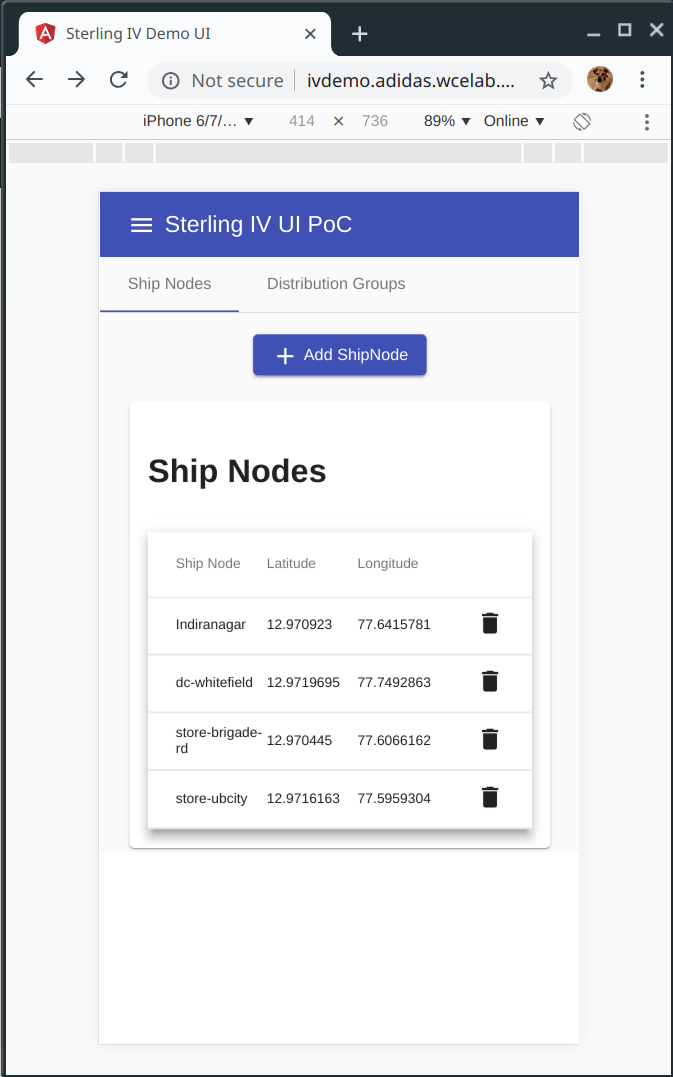 Sterling IV Demo UI
Not secure
ivdemo.adidas.wcelab....
iPhone 6/7/... 414 × 736 89% Online
Sterling IV UI PoC
Ship Nodes Distribution Groups
Add ShipNode
Ship Nodes
Ship Node Latitude Longitude
Indiranagar 12.970923 77.6415781
dc-whitefield 12.9719695 77.7492863
store-brigade-
rd 12.970445 77.6066162
store-ubcity 12.9716163 77.5959304